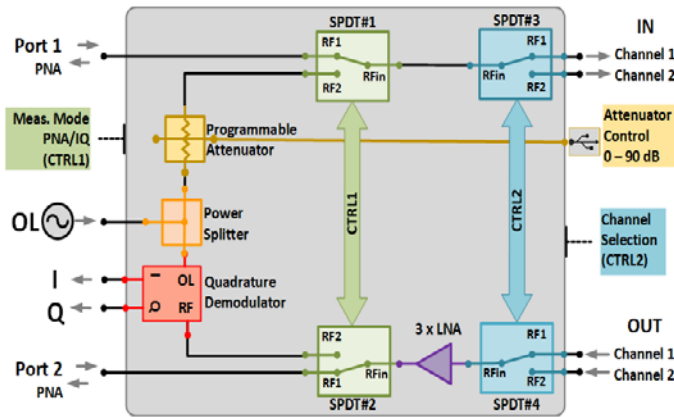 SPDT#1
SPDT#3
IN
Port 1
PNA
RF1
RF2
RFin
RF1
RFin
RF2
Channel 1
Channel 2
Meas. Mode
PNA/IQ
(CTRL1)
Programmable
Attenuator
Attenuator
Control
0 – 90 dB
CTRL1
CTRL2
OL
Power
Splitter
Channel
Selection
(CTRL2)
I
Q
I
Q
OL
RF
Quadrature
Demodulator
3 x LNA
OUT
Port 2
PNA
RF2
RF1
RFin
RFin
RF1
RF2
Channel 1
Channel 2
SPDT#2
SPDT#4